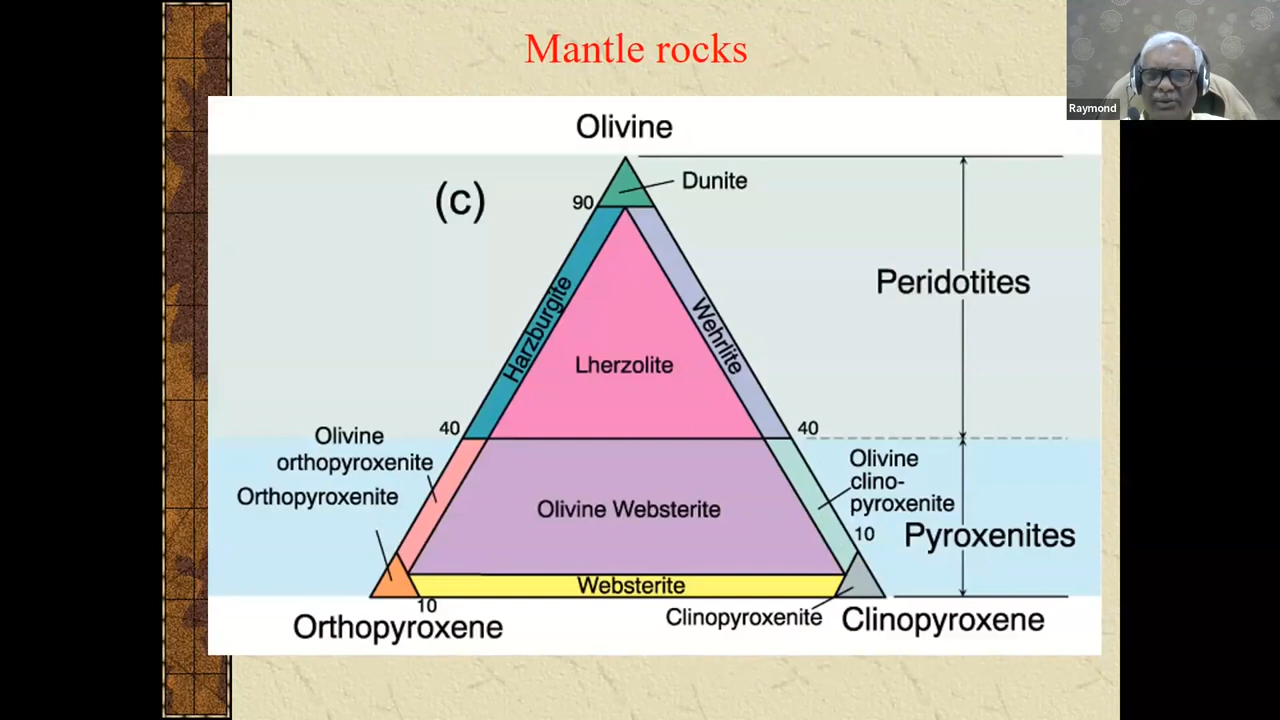 Mantle rocks
Raymond
Olivine
(c)
Dunite
90
Peridotites
Harzburgite
Wehrlite
Lherzolite
40
40
Olivine
orthopyroxenite
Orthopyroxenite
Olivine
clino-
pyroxenite
Olivine Websterite
10
Pyroxenites
Websterite
10
Clinopyroxenite
Orthopyroxene
Clinopyroxene